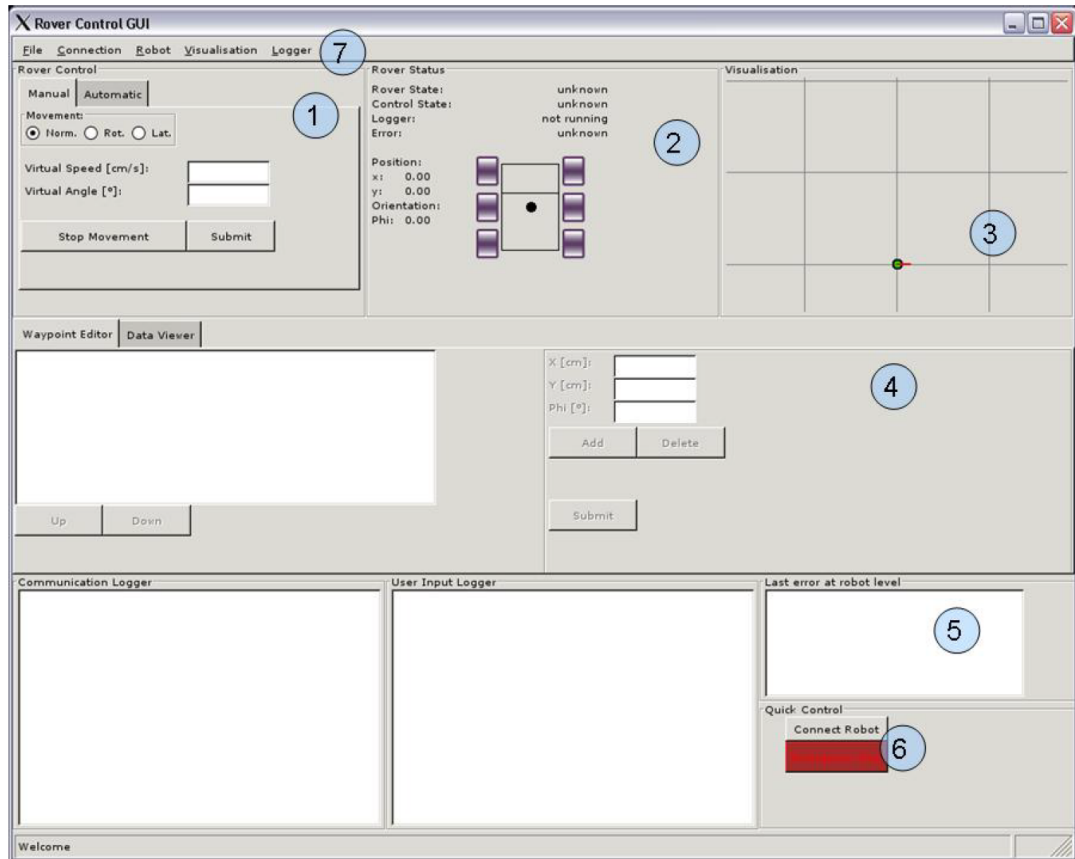 Rover Control GUI
File Connection Robot Visualisation Logger 7
Rover Control
Manual Automatic
1
Movement:
Norm. Rot. Lat.
Virtual Speed [cm/s]:
Virtual Angle [°]:
Stop Movement Submit
Rover Status
Rover State: unknown
Control State: unknown
Logger: not running
Error: unknown
2
Position:
x: 0.00
y: 0.00
Orientation:
Phi: 0.00
Visualisation
3
Waypoint Editor Data Viewer
Up Down
X [cm]:
Y [cm]:
Phi [°]:
Add Delete
Submit
4
Communication Logger
User Input Logger
Last error at robot level
5
Quick Control
Connect Robot
6
Welcome